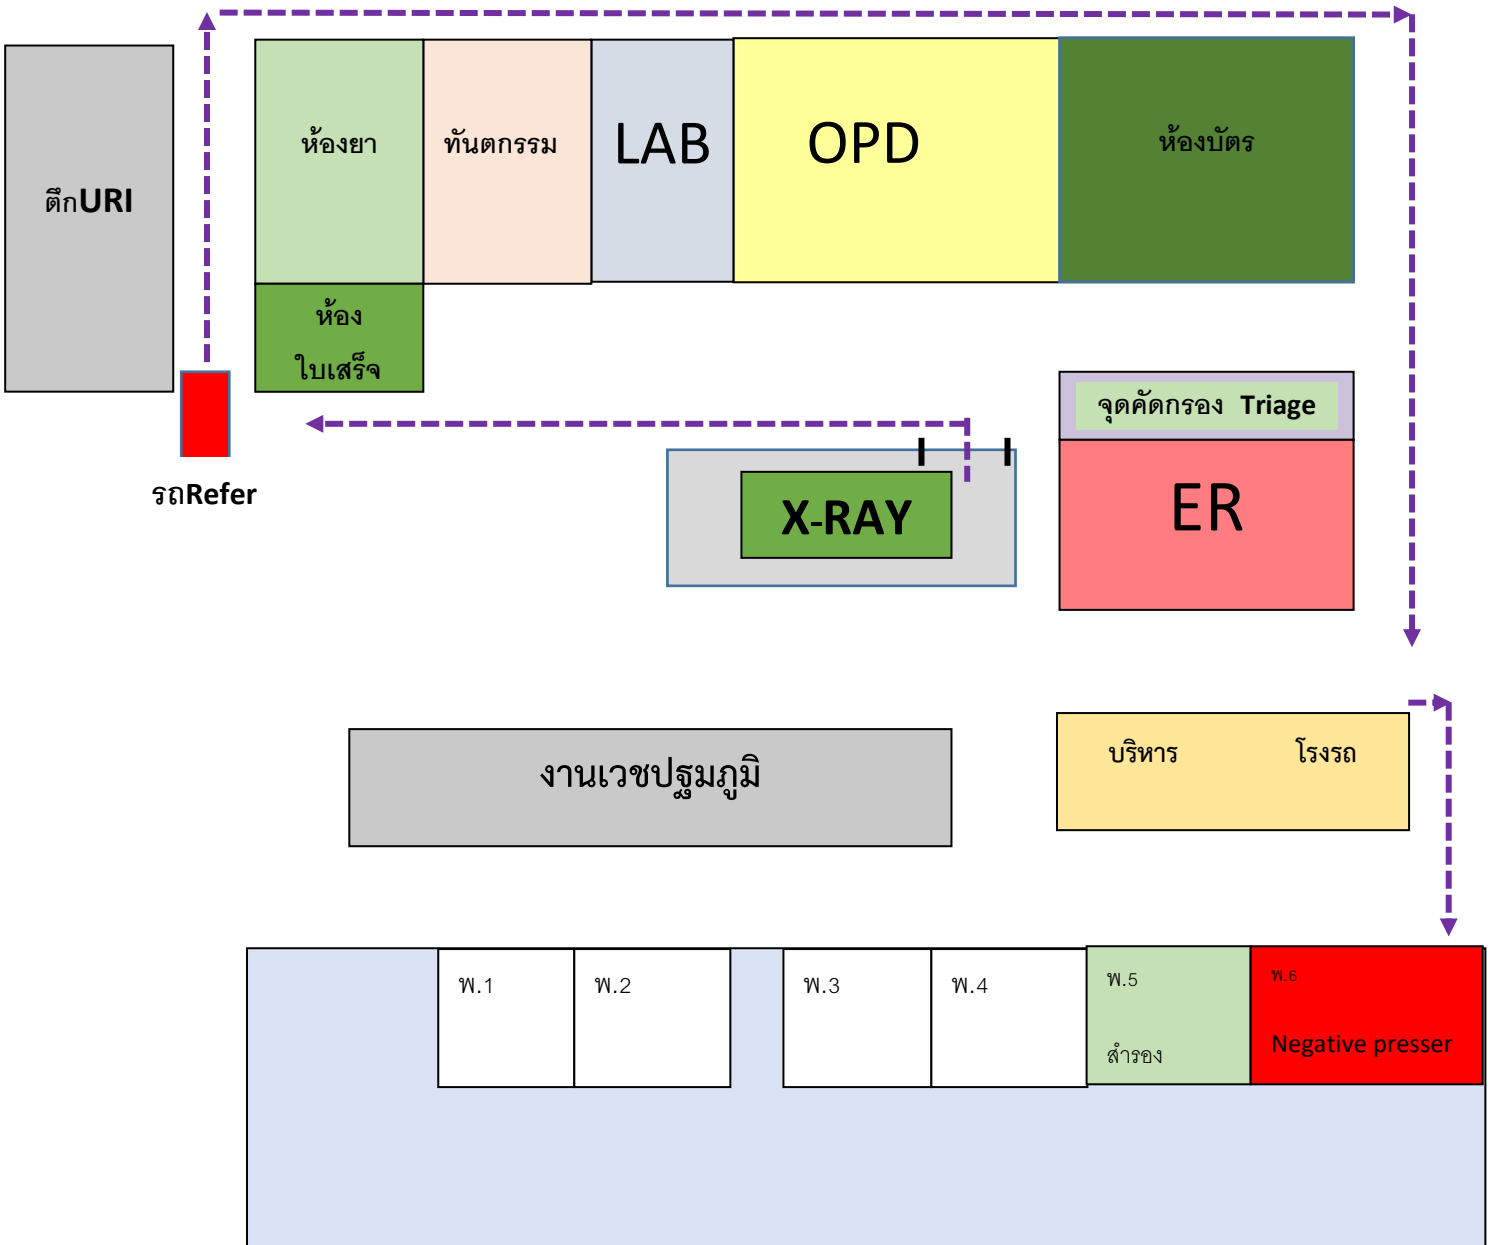 ห้องยา
ทันตกรรม
LAB
OPD
ห้องบัตร
ตึกURI
ห้อง
ใบเสร็จ
จุดคัดกรอง Triage
รถRefer
X-RAY
ER
งานเวชปฐมภูมิ
บริหาร
โรงรถ
พ.1
พ.2
พ.3
พ.4
พ.5
สำรอง
พ.6
Negative presser